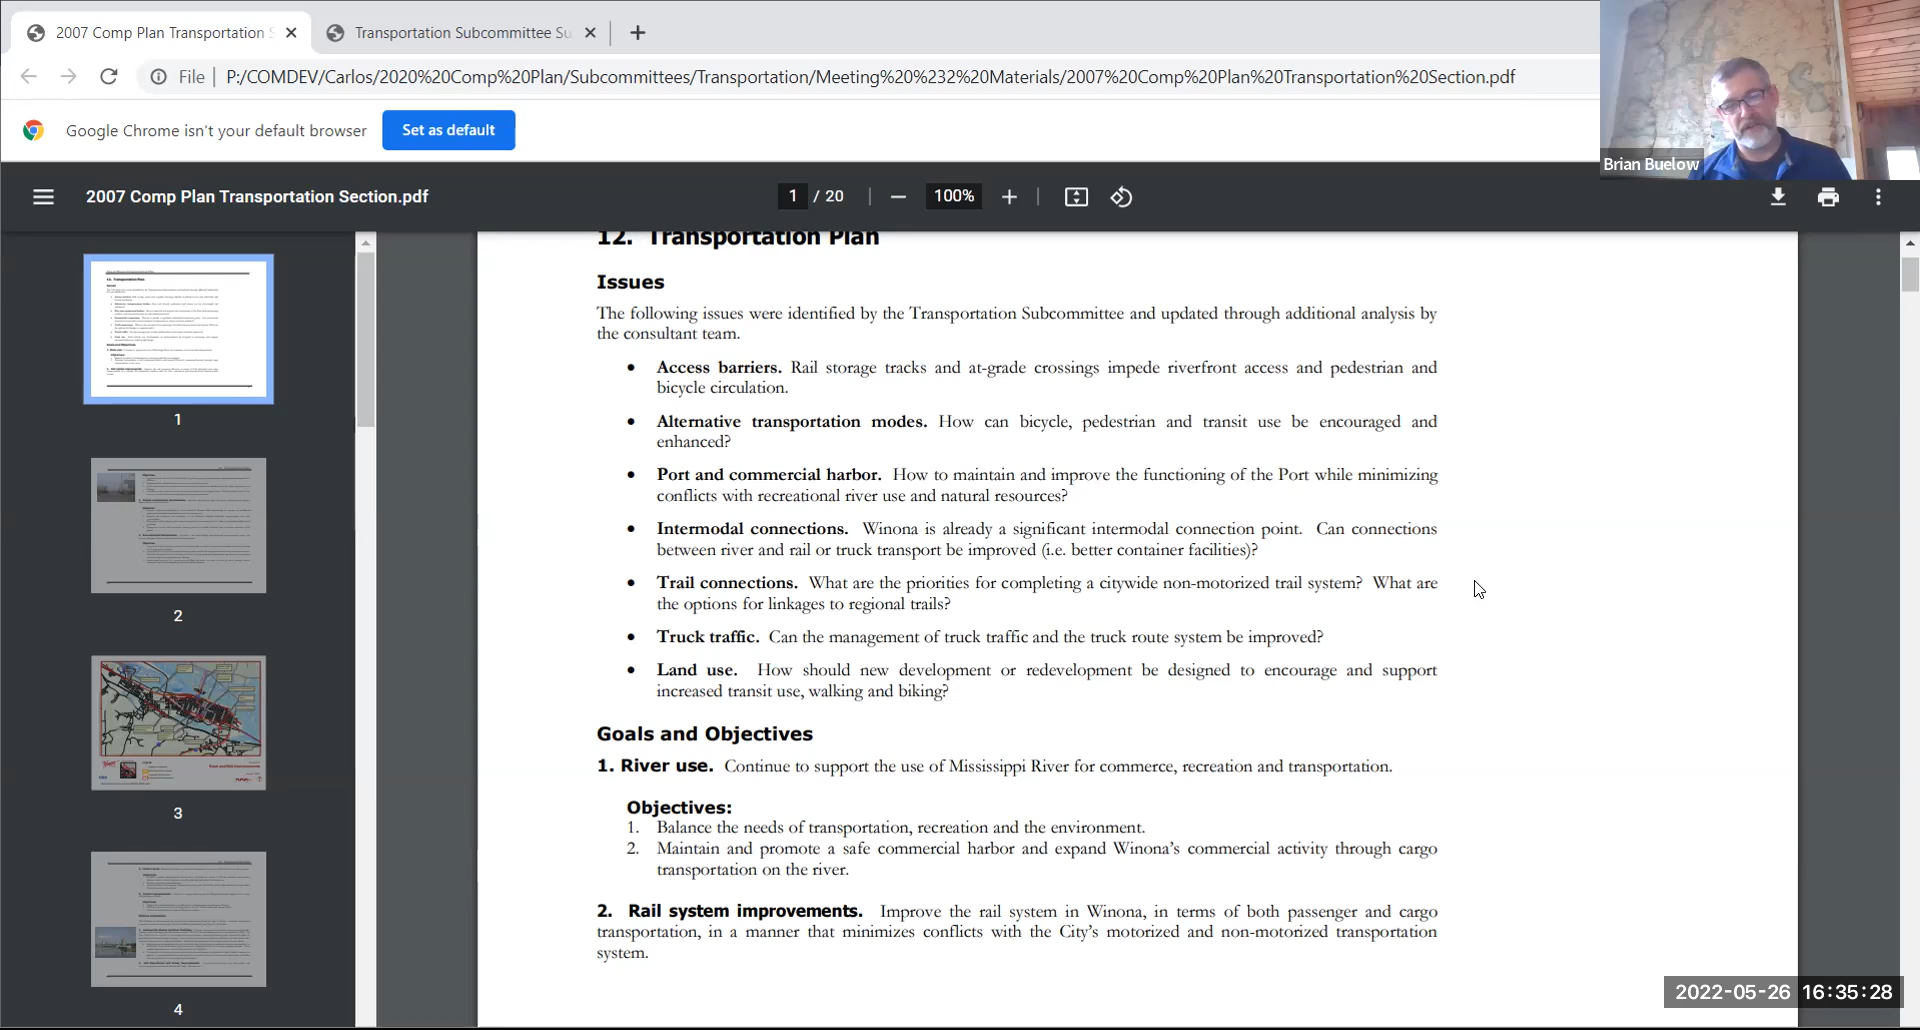 2007 Comp Plan Transportation S
Transportation Subcommittee Su
File
P:/COMDEV/Carlos/2020%20Comp%20Plan/Subcommittees/Transportation/Meeting%20%232%20Materials/2007%20Comp%20Plan%20Transportation%20Section.pdf
Google Chrome isn't your default browser
Set as default
Brian Buelow
2007 Comp Plan Transportation Section.pdf
1 / 20
100%
12. Transportation Plan
Issues
The following issues were identified by the Transportation Subcommittee and updated through additional analysis by
the consultant team.
• Access barriers. Rail storage tracks and at-grade crossings impede riverfront access and pedestrian and
bicycle circulation.
• Alternative transportation modes. How can bicycle, pedestrian and transit use be encouraged and
enhanced?
• Port and commercial harbor. How to maintain and improve the functioning of the Port while minimizing
conflicts with recreational river use and natural resources?
• Intermodal connections. Winona is already a significant intermodal connection point. Can connections
between river and rail or truck transport be improved (i.e. better container facilities)?
• Trail connections. What are the priorities for completing a citywide non-motorized trail system? What are
the options for linkages to regional trails?
• Truck traffic. Can the management of truck traffic and the truck route system be improved?
• Land use. How should new development or redevelopment be designed to encourage and support
increased transit use, walking and biking?
Goals and Objectives
1. River use. Continue to support the use of Mississippi River for commerce, recreation and transportation.
Objectives:
1. Balance the needs of transportation, recreation and the environment.
2. Maintain and promote a safe commercial harbor and expand Winona's commercial activity through cargo
transportation on the river.
2. Rail system improvements. Improve the rail system in Winona, in terms of both passenger and cargo
transportation, in a manner that minimizes conflicts with the City's motorized and non-motorized transportation
system.
1
2
3
4
2022-05-26 16:35:28